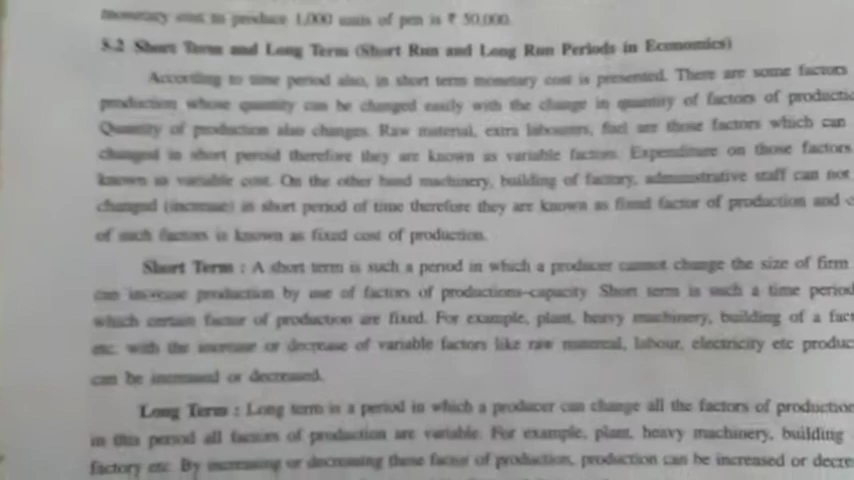 monetary cost to produce 1,000 units of pen is ₹ 50,000.
5.2 Short Term and Long Term (Short Run and Long Run Periods in Economics)
According to time period also, in short term monetary cost is presented. There are some factors
production whose quantity can be changed easily with the change in quantity of factors of productio
Quantity of production also changes. Raw material, extra labourers, fuel are those factors which can
changed in short peroid therefore they are known as variable factors. Expenditure on those factors
known as variable cost. On the other hand machinery, building of factory, administrative staff can not
changed (increase) in short period of time therefore they are known as fixed factor of production and c
of such factors is known as fixed cost of production.
Short Term : A short term is such a period in which a producer cannot change the size of firm
can increase production by use of factors of productions-capacity. Short term is such a time period
which certain factor of production are fixed. For example, plant, heavy machinery, building of a fact
etc. with the increase or decrease of variable factors like raw material, labour, electricity etc produc
can be increased or decreased.
Long Term : Long term is a period in which a producer can change all the factors of production
in this period all factors of production are variable. For example, plant, heavy machinery, building
factory etc. By increasing or decreasing these factor of production, production can be increased or decre